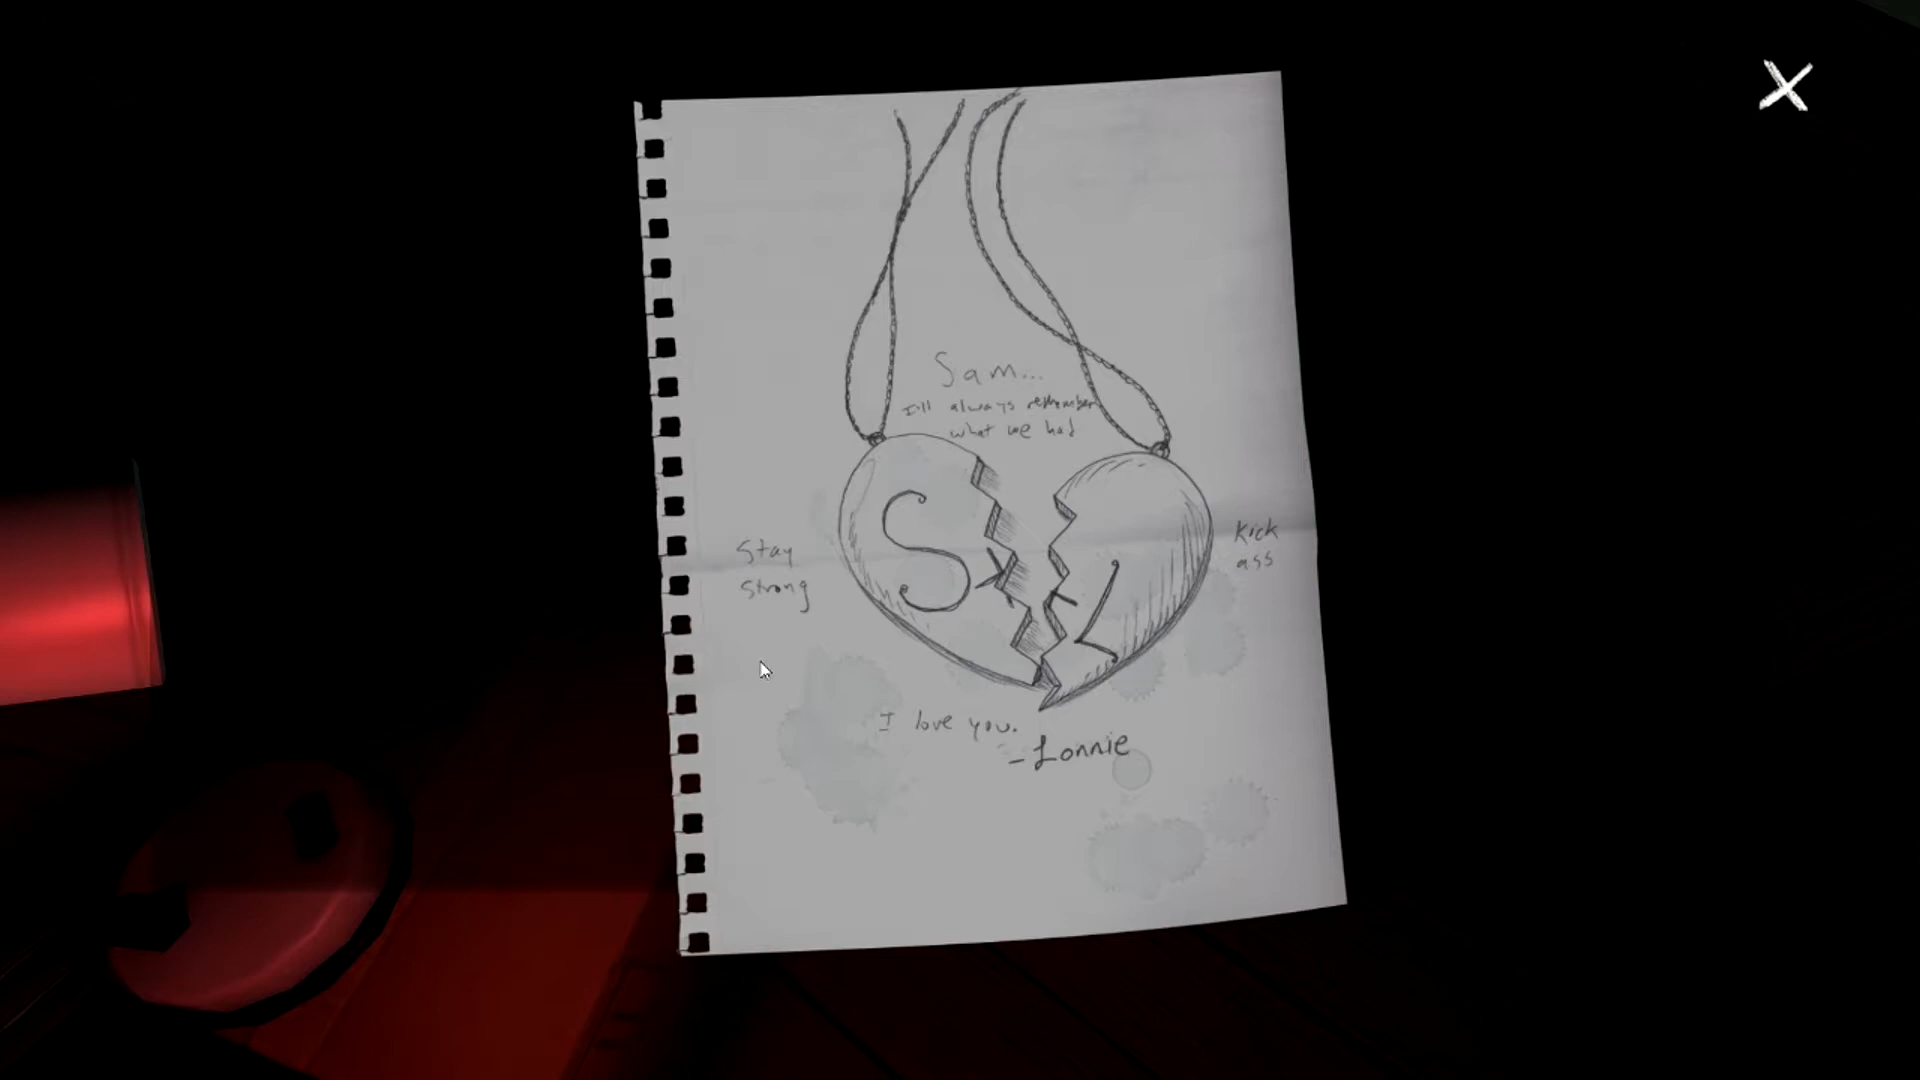 Sam...
I'll always remember
what we had
Stay
Strong
S + L
Kick
ass
I love you.
-Lonnie